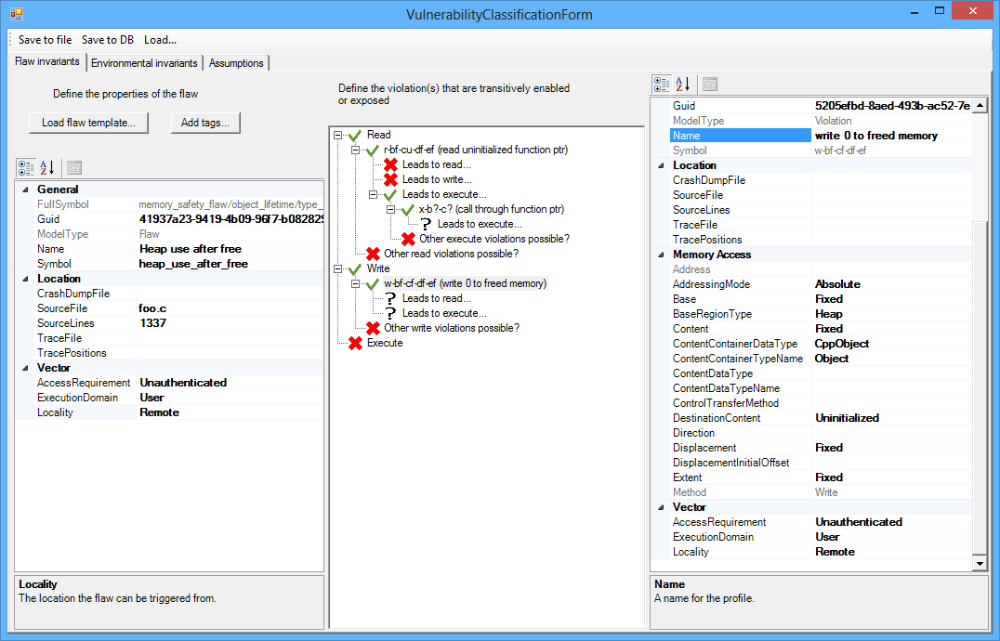 VulnerabilityClassificationForm
Save to file Save to DB Load...
Flaw invariants Environmental invariants Assumptions
Define the properties of the flaw
Load flaw template... Add tags...
General
FullSymbol memory_safety_flaw/object_lifetime/type_
Guid 41937a23-9419-4b09-96f7-b08282
ModelType Flaw
Name Heap use after free
Symbol heap_use_after_free
Location
CrashDumpFile
SourceFile foo.c
SourceLines 1337
TraceFile
TracePositions
Vector
AccessRequirement Unauthenticated
ExecutionDomain User
Locality Remote
Locality
The location the flaw can be triggered from.
Define the violation(s) that are transitively enabled
or exposed
Read
r-bf-cu-df-ef (read uninitialized function ptr)
Leads to read...
Leads to write...
Leads to execute...
x-b?-c? (call through function ptr)
? Leads to execute...
Other execute violations possible?
Other read violations possible?
Write
w-bf-cf-df-ef (write 0 to freed memory)
? Leads to read...
? Leads to execute...
Other write violations possible?
Execute
Guid 5205efbd-8aed-493b-ac52-7e
ModelType Violation
Name write 0 to freed memory
Symbol w-bf-cf-df-ef
Location
CrashDumpFile
SourceFile
SourceLines
TraceFile
TracePositions
Memory Access
Address
AddressingMode Absolute
Base Fixed
BaseRegionType Heap
Content Fixed
ContentContainerDataType CppObject
ContentContainerTypeName Object
ContentDataType
ContentDataTypeName
ControlTransferMethod
DestinationContent Uninitialized
Direction
Displacement Fixed
DisplacementInitialOffset
Extent Fixed
Method Write
Vector
AccessRequirement Unauthenticated
ExecutionDomain User
Locality Remote
Name
A name for the profile.